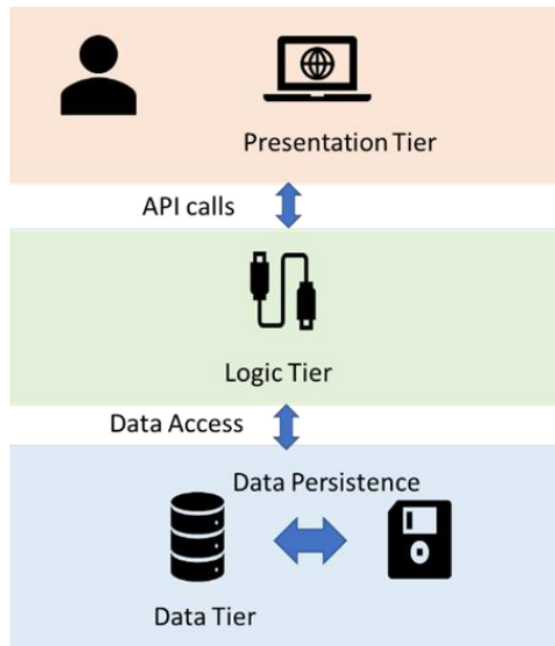 Presentation Tier
API calls
Logic Tier
Data Access
Data Persistence
Data Tier